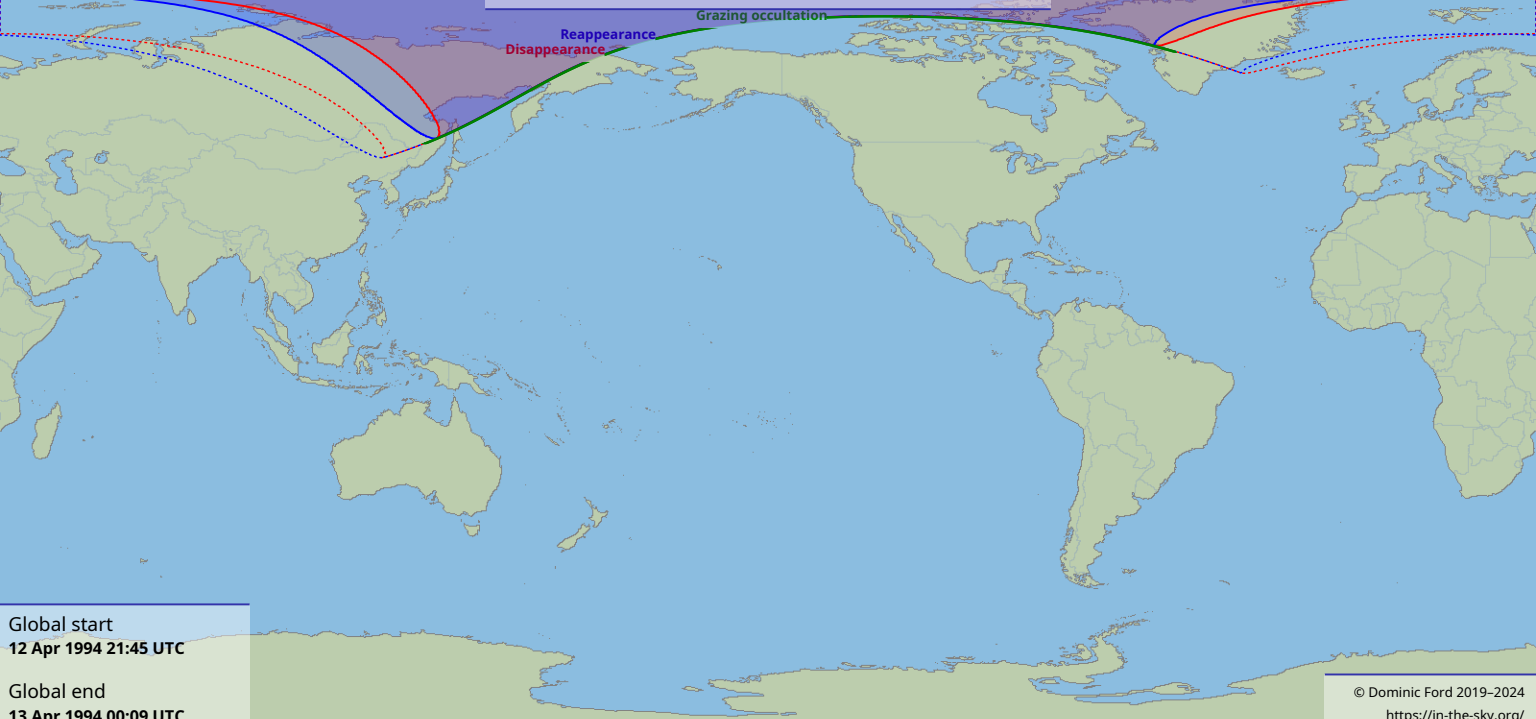 Grazing occultation
Reappearance
Disappearance
Global start
12 Apr 1994 21:45 UTC
Global end
13 Apr 1994 00:09 UTC
© Dominic Ford 2019–2024
https://in-the-sky.org/